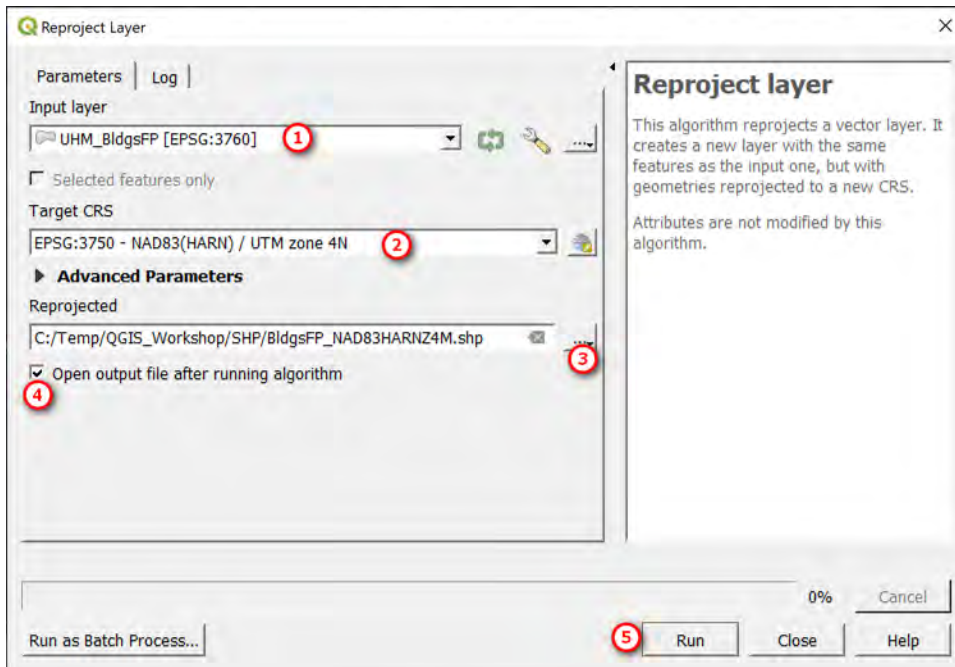 Reproject Layer
Parameters
Log
Input layer
UHM_BldgsFP [EPSG:3760]
1
...
Selected features only
Target CRS
EPSG:3750 - NAD83(HARN) / UTM zone 4N
2
Advanced Parameters
Reprojected
C:/Temp/QGIS_Workshop/SHP/BldgsFP_NAD83HARNZ4M.shp
...
3
Open output file after running algorithm
4
Reproject layer
This algorithm reprojects a vector layer. It
creates a new layer with the same
features as the input one, but with
geometries reprojected to a new CRS.
Attributes are not modified by this
algorithm.
0%
Cancel
Run as Batch Process...
5
Run
Close
Help